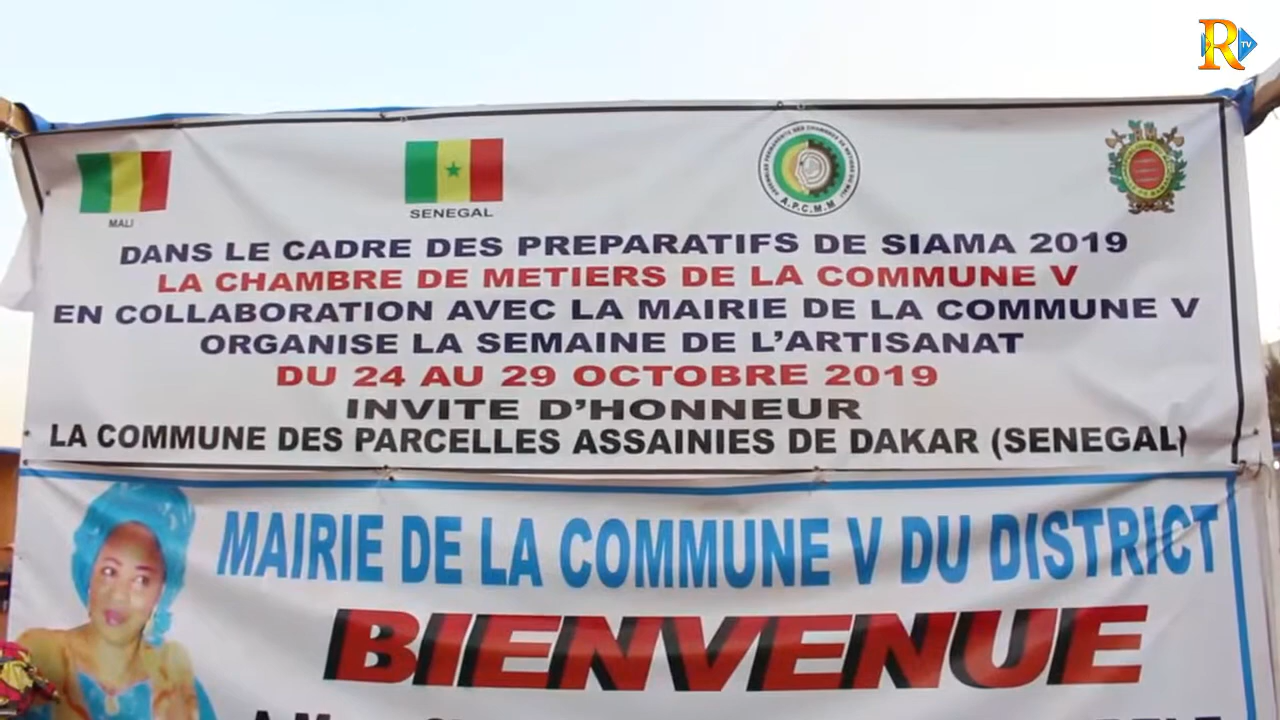 R TV
MALI
SENEGAL
A.P.C.M.M
DANS LE CADRE DES PREPARATIFS DE SIAMA 2019
LA CHAMBRE DE METIERS DE LA COMMUNE V
EN COLLABORATION AVEC LA MAIRIE DE LA COMMUNE V
ORGANISE LA SEMAINE DE L'ARTISANAT
DU 24 AU 29 OCTOBRE 2019
INVITE D'HONNEUR
LA COMMUNE DES PARCELLES ASSAINIES DE DAKAR (SENEGAL)
MAIRIE DE LA COMMUNE V DU DISTRICT
BIENVENUE